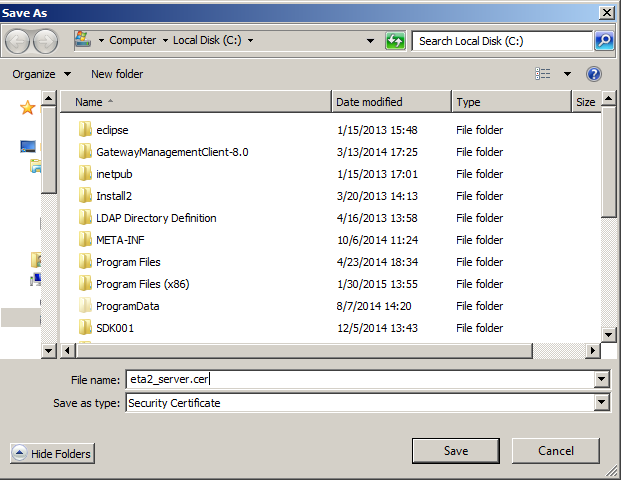 Save As
Computer Local Disk (C:) Search Local Disk (C:)
Organize New folder
Name Date modified Type Size
eclipse 1/15/2013 15:48 File folder
GatewayManagementClient-8.0 3/13/2014 17:25 File folder
inetpub 1/15/2013 17:01 File folder
Install2 3/20/2013 14:13 File folder
LDAP Directory Definition 4/16/2013 13:58 File folder
META-INF 10/6/2014 11:24 File folder
Program Files 4/23/2014 18:34 File folder
Program Files (x86) 1/30/2015 13:55 File folder
ProgramData 8/7/2014 14:20 File folder
SDK001 12/5/2014 13:43 File folder
File name: eta2_server.cer
Save as type: Security Certificate
Hide Folders Save Cancel